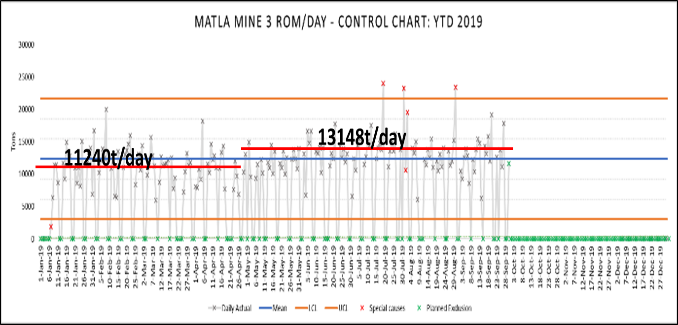 MATLA MINE 3 ROM/DAY - CONTROL CHART: YTD 2019
30000
25000
20000
15000
10000
5000
0
Tons
11240t/day
13148t/day
1-Jan-19
6-Jan-19
11-Jan-19
16-Jan-19
21-Jan-19
26-Jan-19
31-Jan-19
5-Feb-19
10-Feb-19
15-Feb-19
20-Feb-19
25-Feb-19
2-Mar-19
7-Mar-19
12-Mar-19
17-Mar-19
22-Mar-19
27-Mar-19
1-Apr-19
6-Apr-19
11-Apr-19
16-Apr-19
21-Apr-19
26-Apr-19
1-May-19
6-May-19
11-May-19
16-May-19
21-May-19
26-May-19
31-May-19
5-Jun-19
10-Jun-19
15-Jun-19
20-Jun-19
25-Jun-19
30-Jun-19
5-Jul-19
10-Jul-19
15-Jul-19
20-Jul-19
25-Jul-19
30-Jul-19
4-Aug-19
9-Aug-19
14-Aug-19
19-Aug-19
24-Aug-19
29-Aug-19
3-Sep-19
8-Sep-19
13-Sep-19
18-Sep-19
23-Sep-19
28-Sep-19
3-Oct-19
8-Oct-19
13-Oct-19
18-Oct-19
23-Oct-19
28-Oct-19
2-Nov-19
7-Nov-19
12-Nov-19
17-Nov-19
22-Nov-19
27-Nov-19
2-Dec-19
7-Dec-19
12-Dec-19
17-Dec-19
22-Dec-19
27-Dec-19
Daily Actual Mean LCI UCL Special causes Planned Exclusion